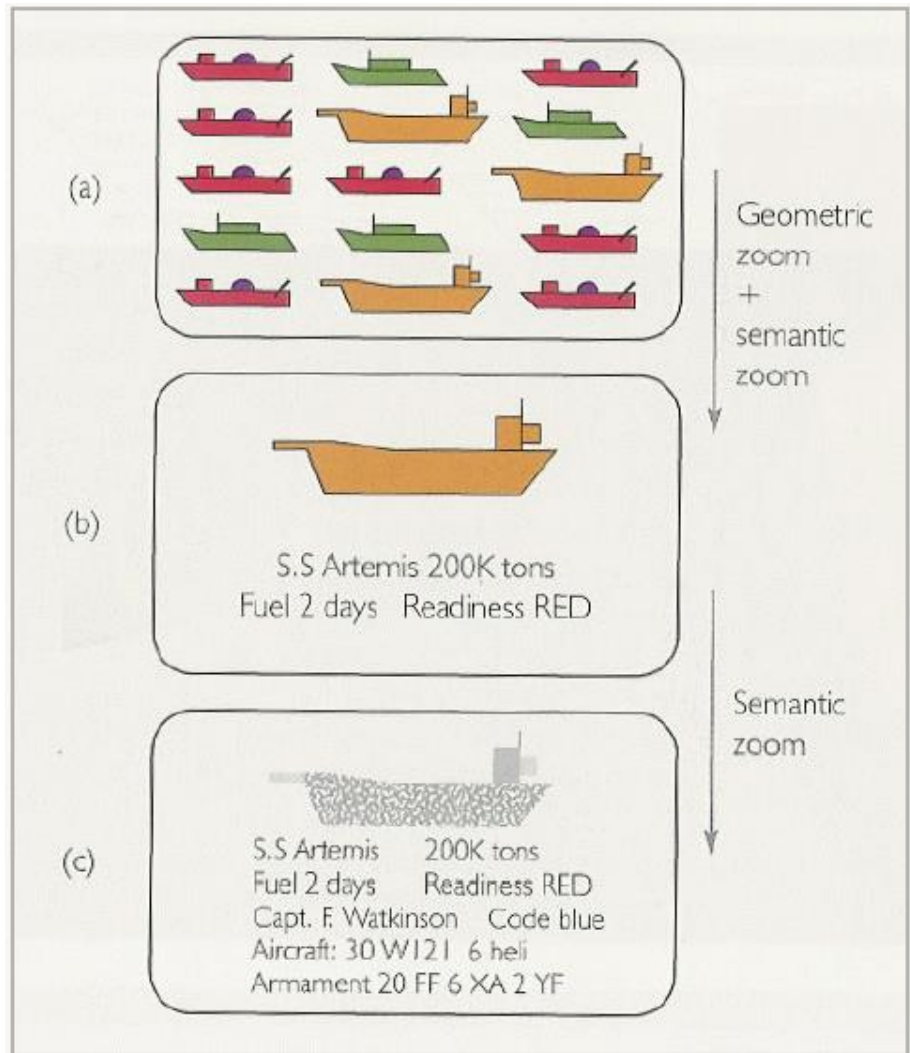 (a)
Geometric
zoom
+
semantic
zoom
(b)
S.S Artemis 200K tons
Fuel 2 days Readiness RED
Semantic
zoom
(c)
S.S Artemis 200K tons
Fuel 2 days Readiness RED
Capt. F. Watkinson Code blue
Aircraft: 30 W121 6 heli
Armament 20 FF 6 XA 2 YF